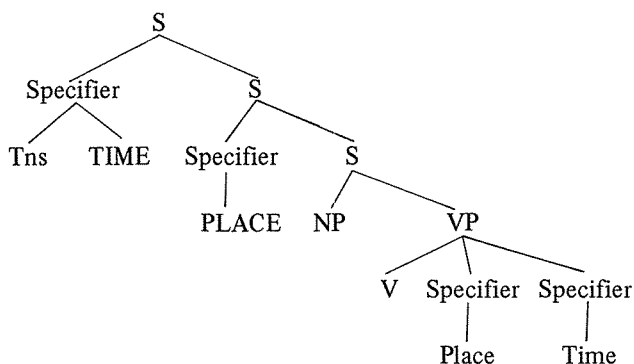 S
Specifier S
Tns TIME Specifier S
PLACE NP VP
V Specifier Specifier
Place Time